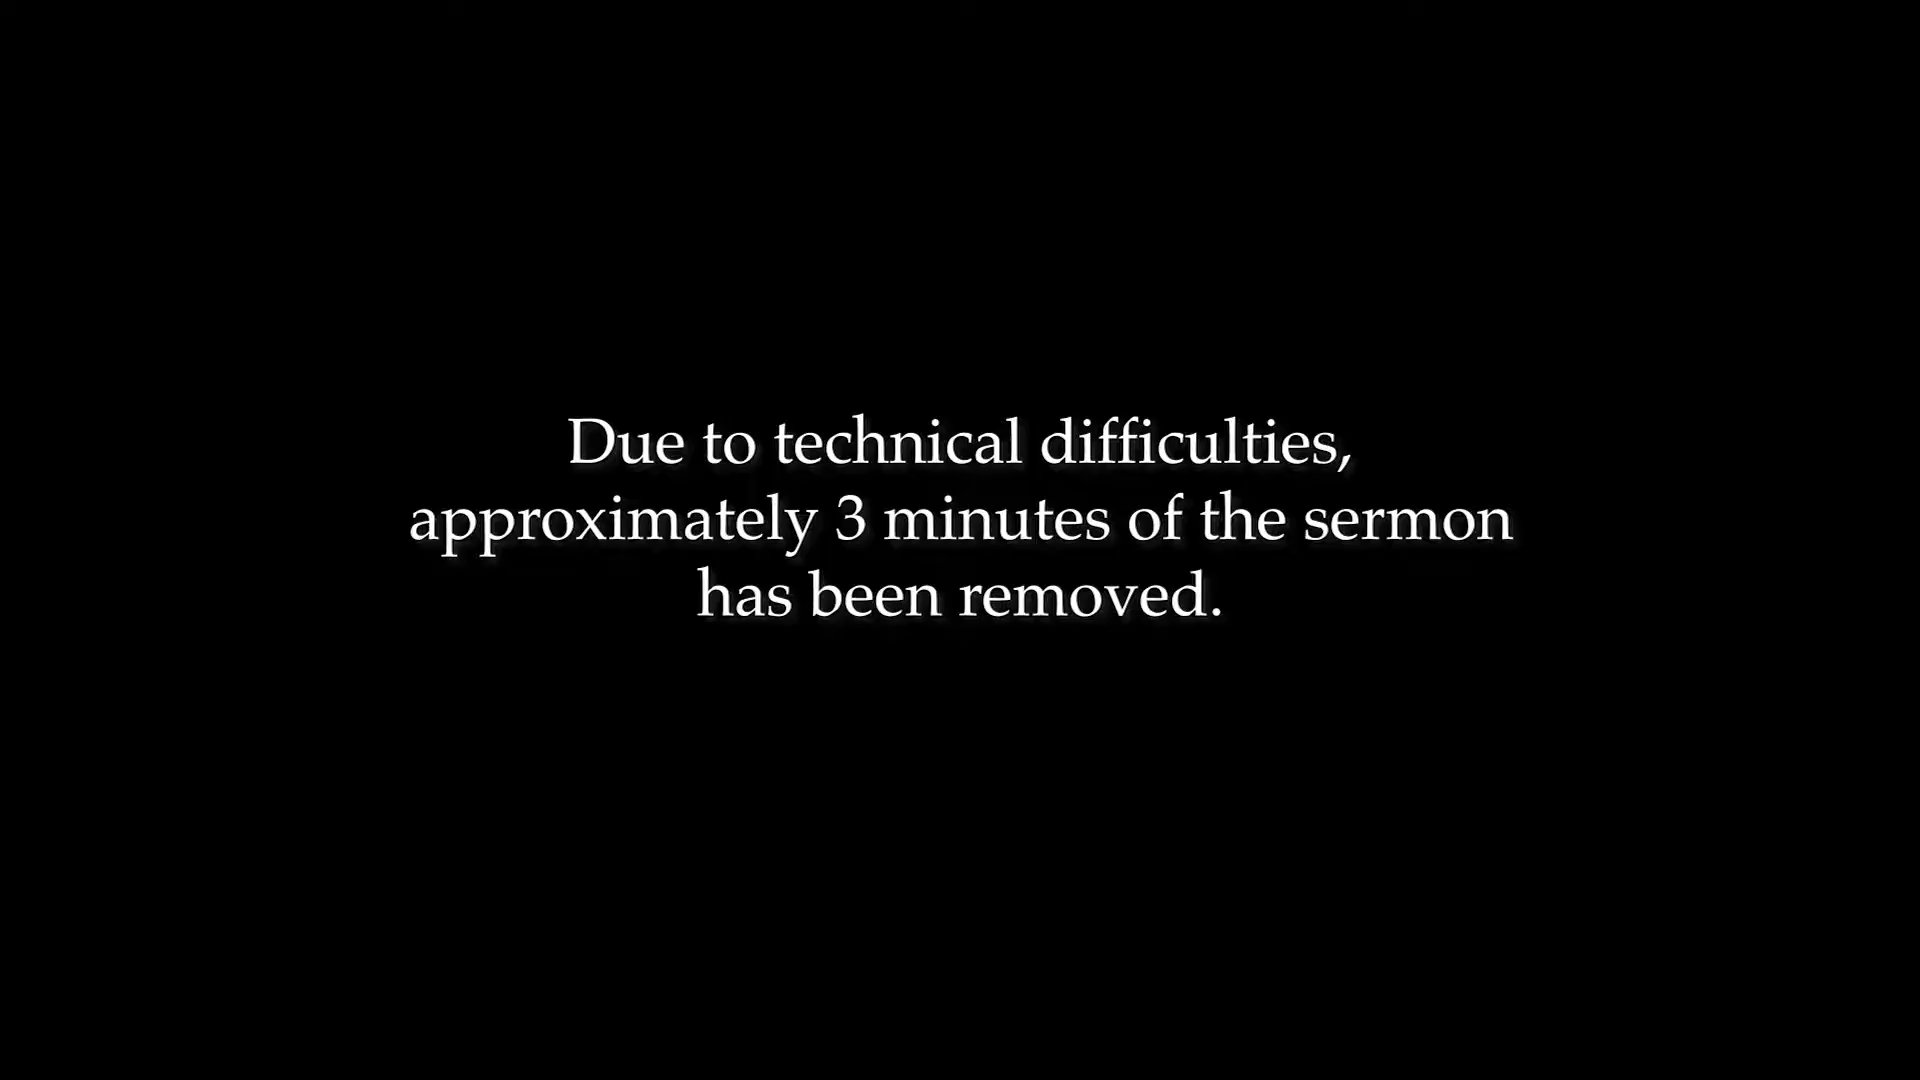 Due to technical difficulties,
approximately 3 minutes of the sermon
has been removed.